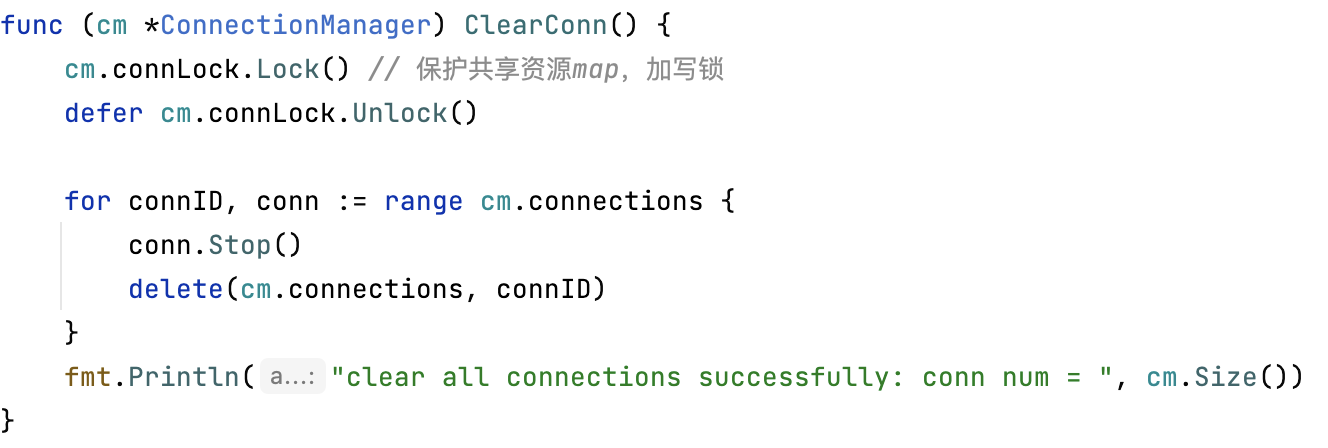 func (cm *ConnectionManager) ClearConn() {
    cm.connLock.Lock() // 保护共享资源map，加写锁
    defer cm.connLock.Unlock()

    for connID, conn := range cm.connections {
        conn.Stop()
        delete(cm.connections, connID)
    }
    fmt.Println( a...: "clear all connections successfully: conn num = ", cm.Size())
}